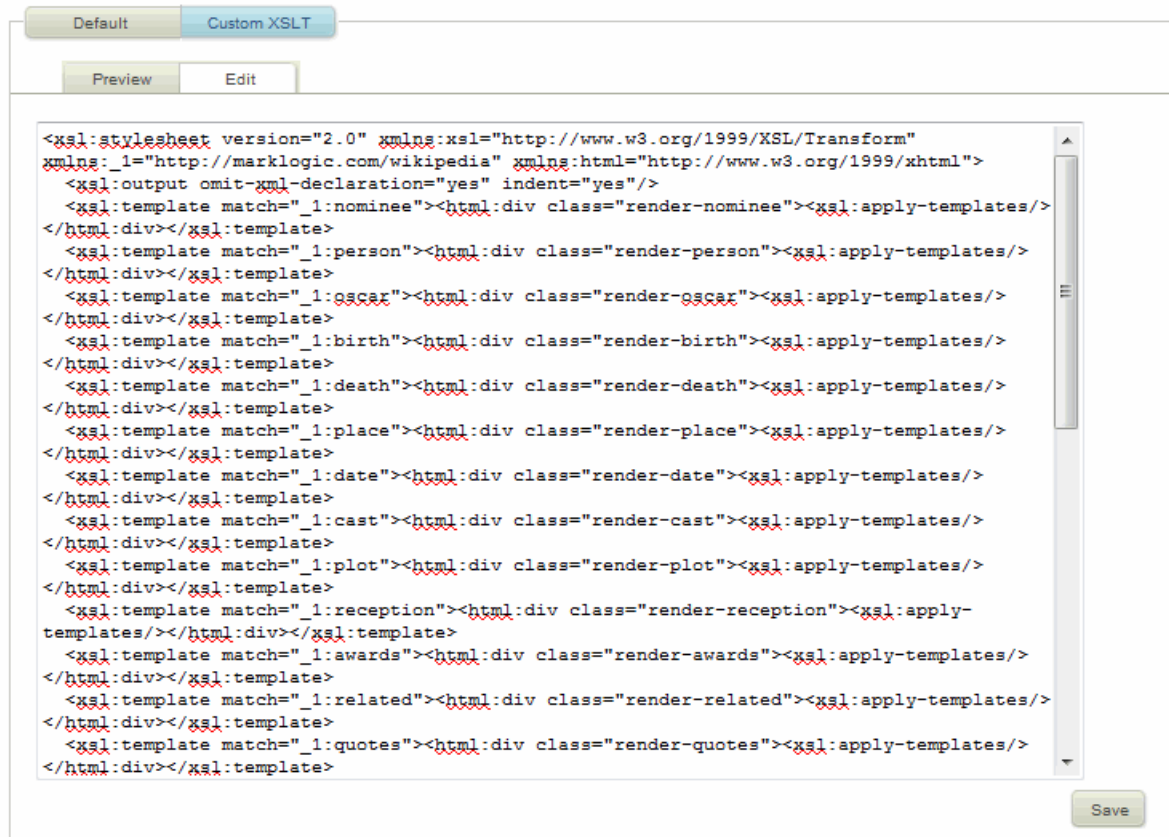 Default Custom XSLT
Preview Edit
<xsl:stylesheet version="2.0" xmlns:xsl="http://www.w3.org/1999/XSL/Transform"
xmlns:_1="http://marklogic.com/wikipedia" xmlns:html="http://www.w3.org/1999/xhtml">
<xsl:output omit-xml-declaration="yes" indent="yes"/>
<xsl:template match="_1:nominee"><html:div class="render-nominee"><xsl:apply-templates/>
</html:div></xsl:template>
<xsl:template match="_1:person"><html:div class="render-person"><xsl:apply-templates/>
</html:div></xsl:template>
<xsl:template match="_1:oscar"><html:div class="render-oscar"><xsl:apply-templates/>
</html:div></xsl:template>
<xsl:template match="_1:birth"><html:div class="render-birth"><xsl:apply-templates/>
</html:div></xsl:template>
<xsl:template match="_1:death"><html:div class="render-death"><xsl:apply-templates/>
</html:div></xsl:template>
<xsl:template match="_1:place"><html:div class="render-place"><xsl:apply-templates/>
</html:div></xsl:template>
<xsl:template match="_1:date"><html:div class="render-date"><xsl:apply-templates/>
</html:div></xsl:template>
<xsl:template match="_1:cast"><html:div class="render-cast"><xsl:apply-templates/>
</html:div></xsl:template>
<xsl:template match="_1:plot"><html:div class="render-plot"><xsl:apply-templates/>
</html:div></xsl:template>
<xsl:template match="_1:reception"><html:div class="render-reception"><xsl:apply-
templates/></html:div></xsl:template>
<xsl:template match="_1:awards"><html:div class="render-awards"><xsl:apply-templates/>
</html:div></xsl:template>
<xsl:template match="_1:related"><html:div class="render-related"><xsl:apply-templates/>
</html:div></xsl:template>
<xsl:template match="_1:quotes"><html:div class="render-quotes"><xsl:apply-templates/>
</html:div></xsl:template>
Save